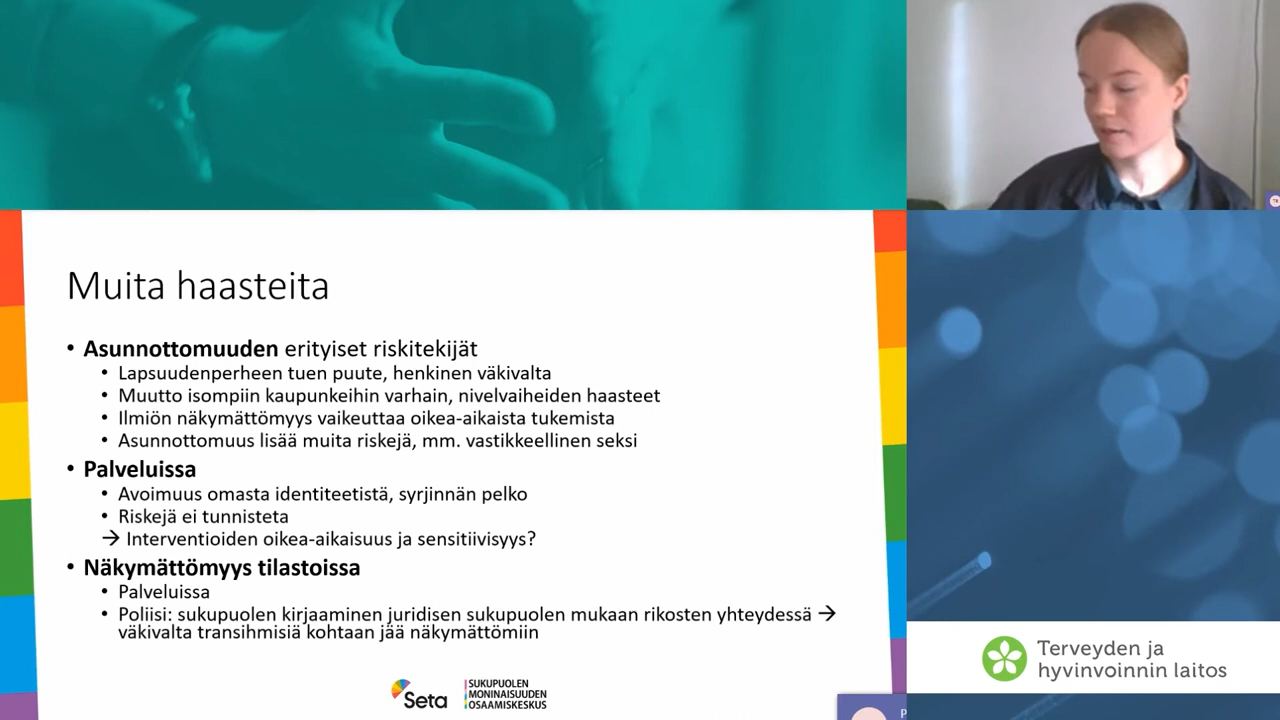 Muita haasteita
• Asunnottomuuden erityiset riskitekijät
• Lapsuudenperheen tuen puute, henkinen väkivalta
• Muutto isompiin kaupunkeihin varhain, nivelvaiheiden haasteet
• Ilmiön näkymättömyys vaikeuttaa oikea-aikaista tukemista
• Asunnottomuus lisää muita riskejä, mm. vastikkeellinen seksi
• Palveluissa
• Avoimuus omasta identiteetistä, syrjinnän pelko
• Riskejä ei tunnisteta
→ Interventioiden oikea-aikaisuus ja sensitiivisyys?
• Näkymättömyys tilastoissa
• Palveluissa
• Poliisi: sukupuolen kirjaaminen juridisen sukupuolen mukaan rikosten yhteydessä →
väkivalta transihmisiä kohtaan jää näkymättömiin
Seta
SUKUPUOLEN
MONINAISUUDEN
OSAAMISKESKUS
Terveyden ja
hyvinvoinnin laitos